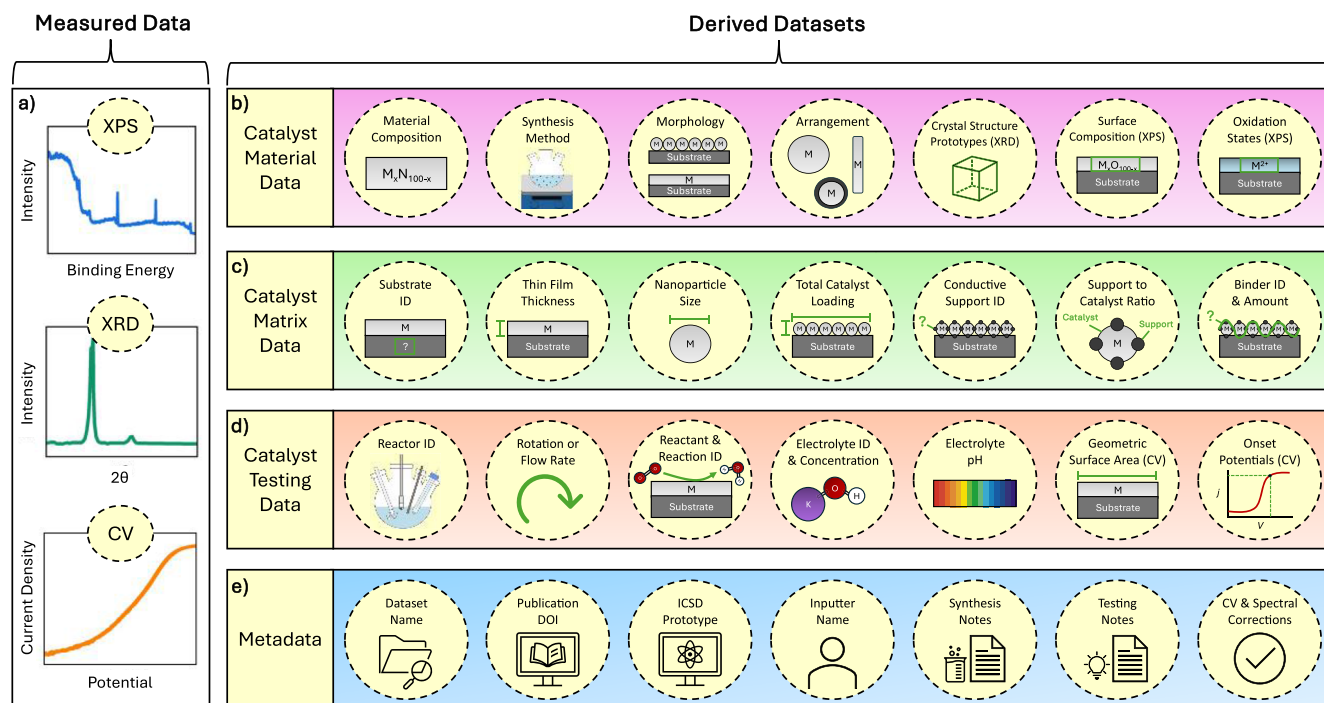 Measured Data
Derived Datasets
a)
XPS
Intensity
Binding Energy
XRD
Intensity
2θ
CV
Current Density
Potential
b)
Catalyst
Material
Data
Material
Composition
MₓN₁₀₀₋ₓ
Synthesis
Method
Morphology
M M M M M M
Substrate
M
Substrate
Arrangement
M
M
M
Crystal Structure
Prototypes (XRD)
Surface
Composition (XPS)
MₓO₁₀₀₋ₓ
Substrate
Oxidation
States (XPS)
M²⁺
Substrate
c)
Catalyst
Matrix
Data
Substrate
ID
M
?
Thin Film
Thickness
M
Substrate
Nanoparticle
Size
M
Total Catalyst
Loading
M M M M M M
Substrate
Conductive
Support ID
?
M M M M M M
Substrate
Support to
Catalyst Ratio
Catalyst
Support
M
Binder ID
& Amount
?
M M M M M M
Substrate
d)
Catalyst
Testing
Data
Reactor ID
Rotation or
Flow Rate
Reactant &
Reaction ID
O O
O
M
Substrate
Electrolyte ID
& Concentration
K
O
H
Electrolyte
pH
Geometric
Surface Area (CV)
M
Substrate
Onset
Potentials (CV)
j
V
e)
Metadata
Dataset
Name
Publication
DOI
ICSD
Prototype
Inputter
Name
Synthesis
Notes
Testing
Notes
CV & Spectral
Corrections